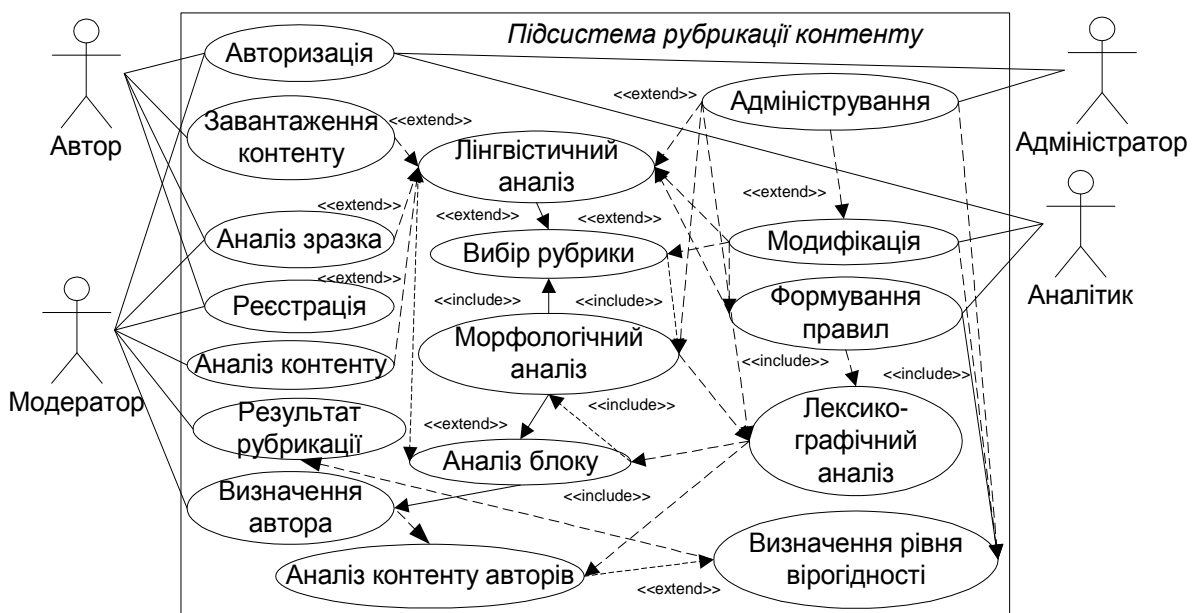 Підсистема рубрикації контенту
Авторизація
<<extend>>
Адміністрування
Автор
Адміністратор
Завантаження
контенту
<<extend>>
Лінгвістичний
аналіз
<<extend>>
<<extend>>
<<extend>>
<<extend>>
Аналіз зразка
Вибір рубрики
Модифікація
<<extend>>
Аналітик
Реєстрація
<<include>>
<<include>>
Формування
правил
Морфологічний
аналіз
Аналіз контенту
<<include>>
<<include>>
Модератор
Результат
рубрикації
<<include>>
<<extend>>
Лексико-
графічний
аналіз
Аналіз блоку
Визначення
автора
<<include>>
Визначення рівня
вірогідності
Аналіз контенту авторів
<<extend>>